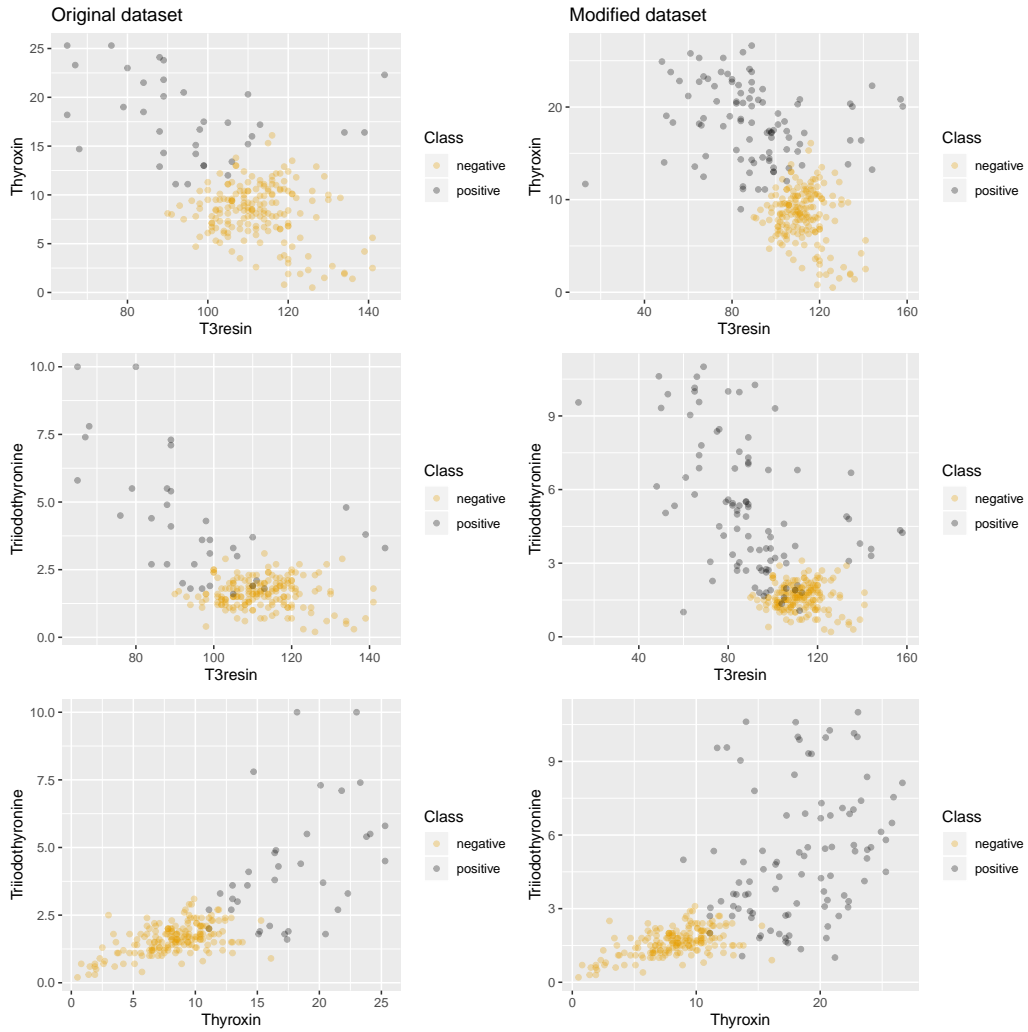 Original dataset
Modified dataset
25
20
15
10
5
0
Thyroxin
80
100
120
140
T3resin
Class
negative
positive
20
10
0
Thyroxin
40
80
120
160
T3resin
Class
negative
positive
10.0
7.5
5.0
2.5
0.0
Triiodothyronine
80
100
120
140
T3resin
Class
negative
positive
9
6
3
0
Triiodothyronine
40
80
120
160
T3resin
Class
negative
positive
10.0
7.5
5.0
2.5
0.0
Triiodothyronine
0
5
10
15
20
25
Thyroxin
Class
negative
positive
9
6
3
0
Triiodothyronine
0
10
20
Thyroxin
Class
negative
positive